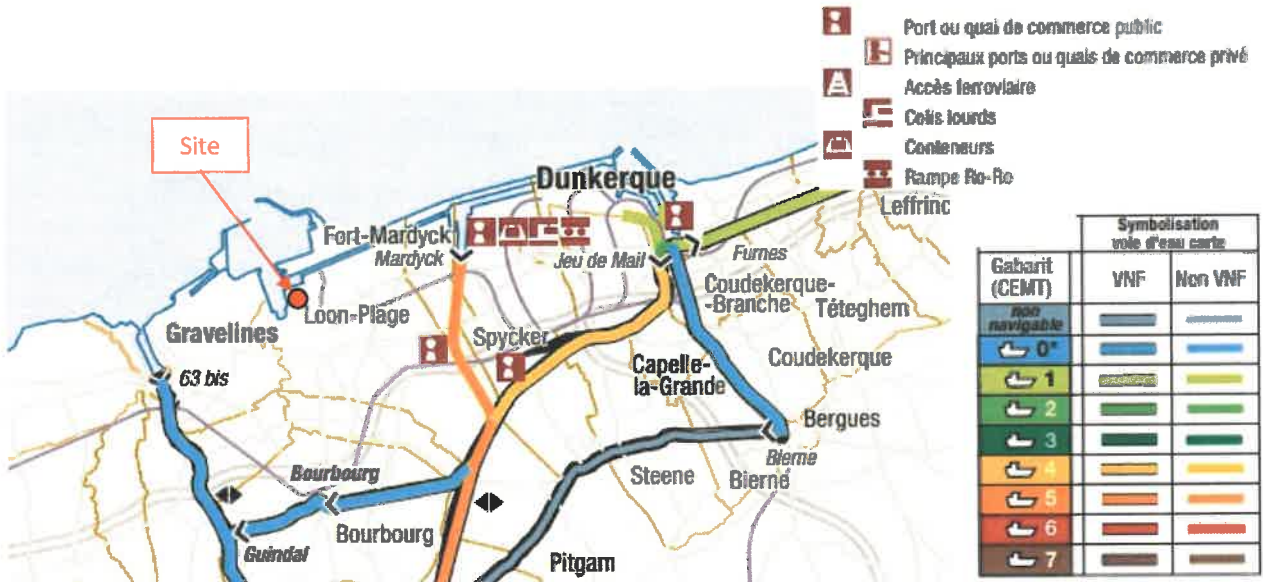 Port ou quai de commerce public
Principaux ports ou quais de commerce privé
Accès ferroviaire
Colis lourds
Conteneurs
Rampe Ro-Ro
Site
Dunkerque
Leffrinc
Fort-Mardyck
Mardyck
Jeu de Mail
Furnes
Coudekerque-
-Branche
Téteghem
Loon-Plage
Gravelines
Spycker
Coudekerque
63 bis
Capelle-
la-Grande
Bergues
Bierne
Bourbourg
Steene
Bierne
Bourbourg
Guindal
Pitgam
Symbolisation
voie d'eau carte
Gabarit
(CEMT)
VNF
Non VNF
non
navigable
0*
1
2
3
4
5
6
7